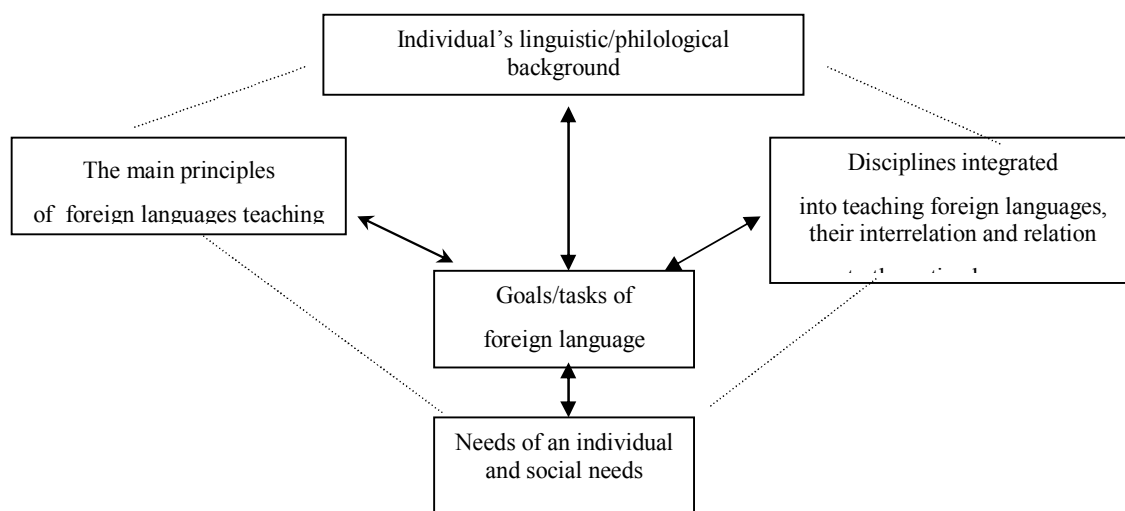 Individual’s linguistic/philological
background
The main principles
of foreign languages teaching
Disciplines integrated
into teaching foreign languages,
their interrelation and relation
Goals/tasks of
foreign language
Needs of an individual
and social needs